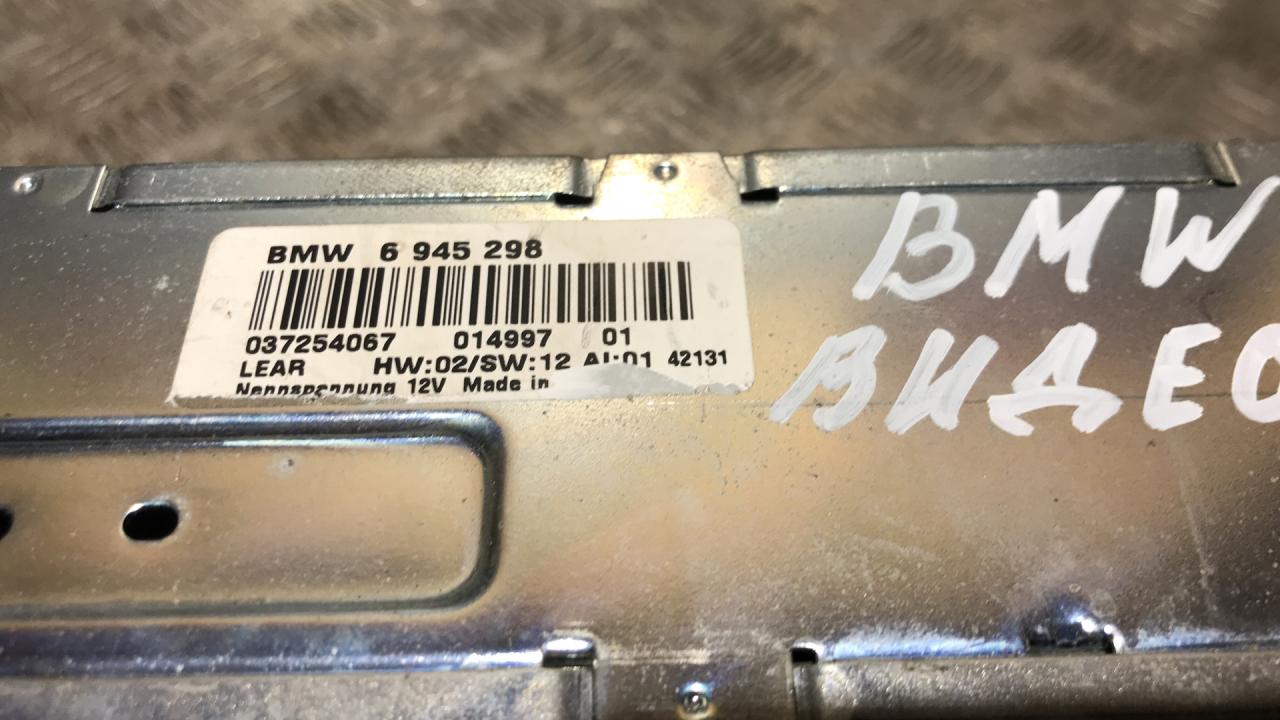 BMW 6 945 298
037254067 014997 01
LEAR HW:02/SW:12 AI:01 42131
Nennspannung 12V Made in
BMW
ВИДЕО